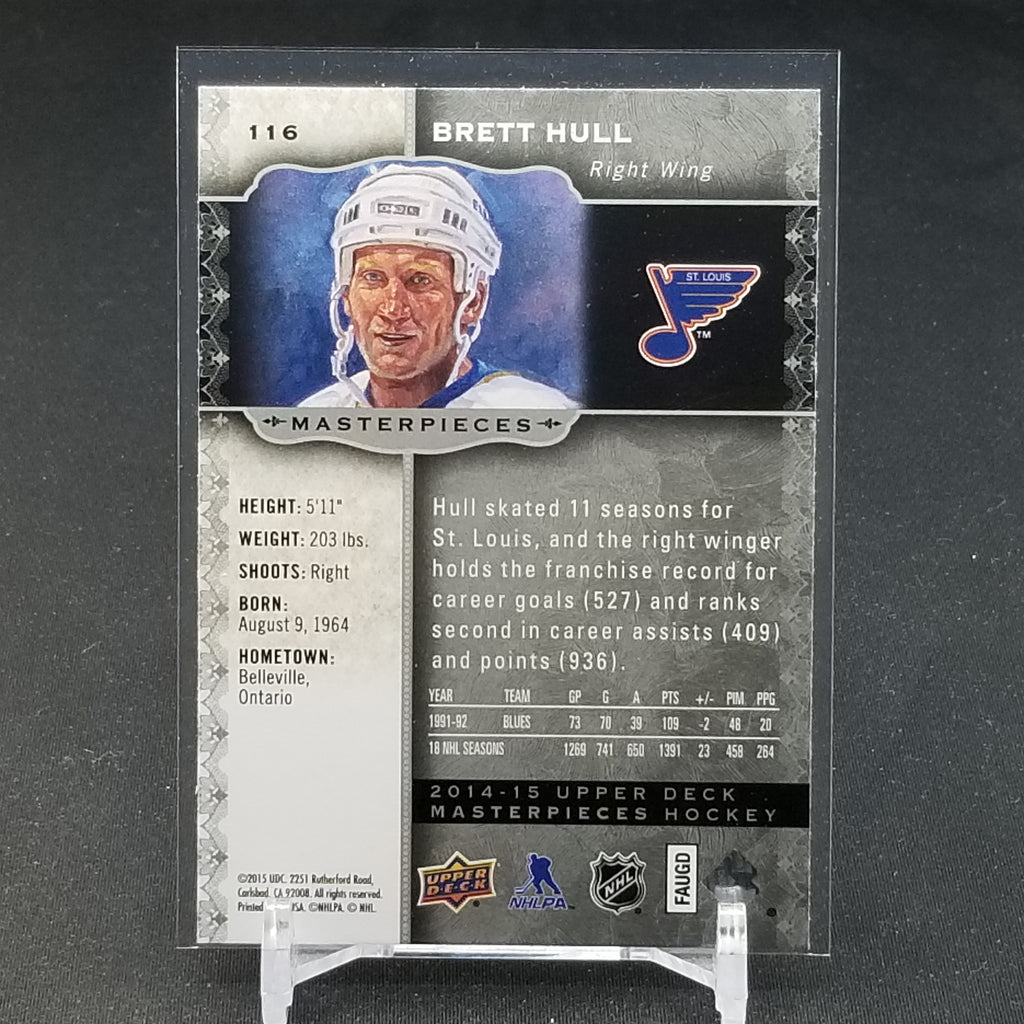 116
BRETT HULL
Right Wing
ST. LOUIS
TM
MASTERPIECES
HEIGHT: 5'11"
WEIGHT: 203 lbs.
SHOOTS: Right
BORN:
August 9, 1964
HOMETOWN:
Belleville,
Ontario
Hull skated 11 seasons for
St. Louis, and the right winger
holds the franchise record for
career goals (527) and ranks
second in career assists (409)
and points (936).
YEAR TEAM GP G A PTS +/- PIM PPG
1991-92 BLUES 73 70 39 109 -2 48 20
18 NHL SEASONS 1269 741 650 1391 23 458 264
2014-15 UPPER DECK
MASTERPIECES HOCKEY
©2015 UDC. 2251 Rutherford Road,
Carlsbad, CA 92008. All rights reserved.
Printed USA. ©NHLPA. © NHL.
UPPER
DECK
NHLPA
NHL
FAUGD